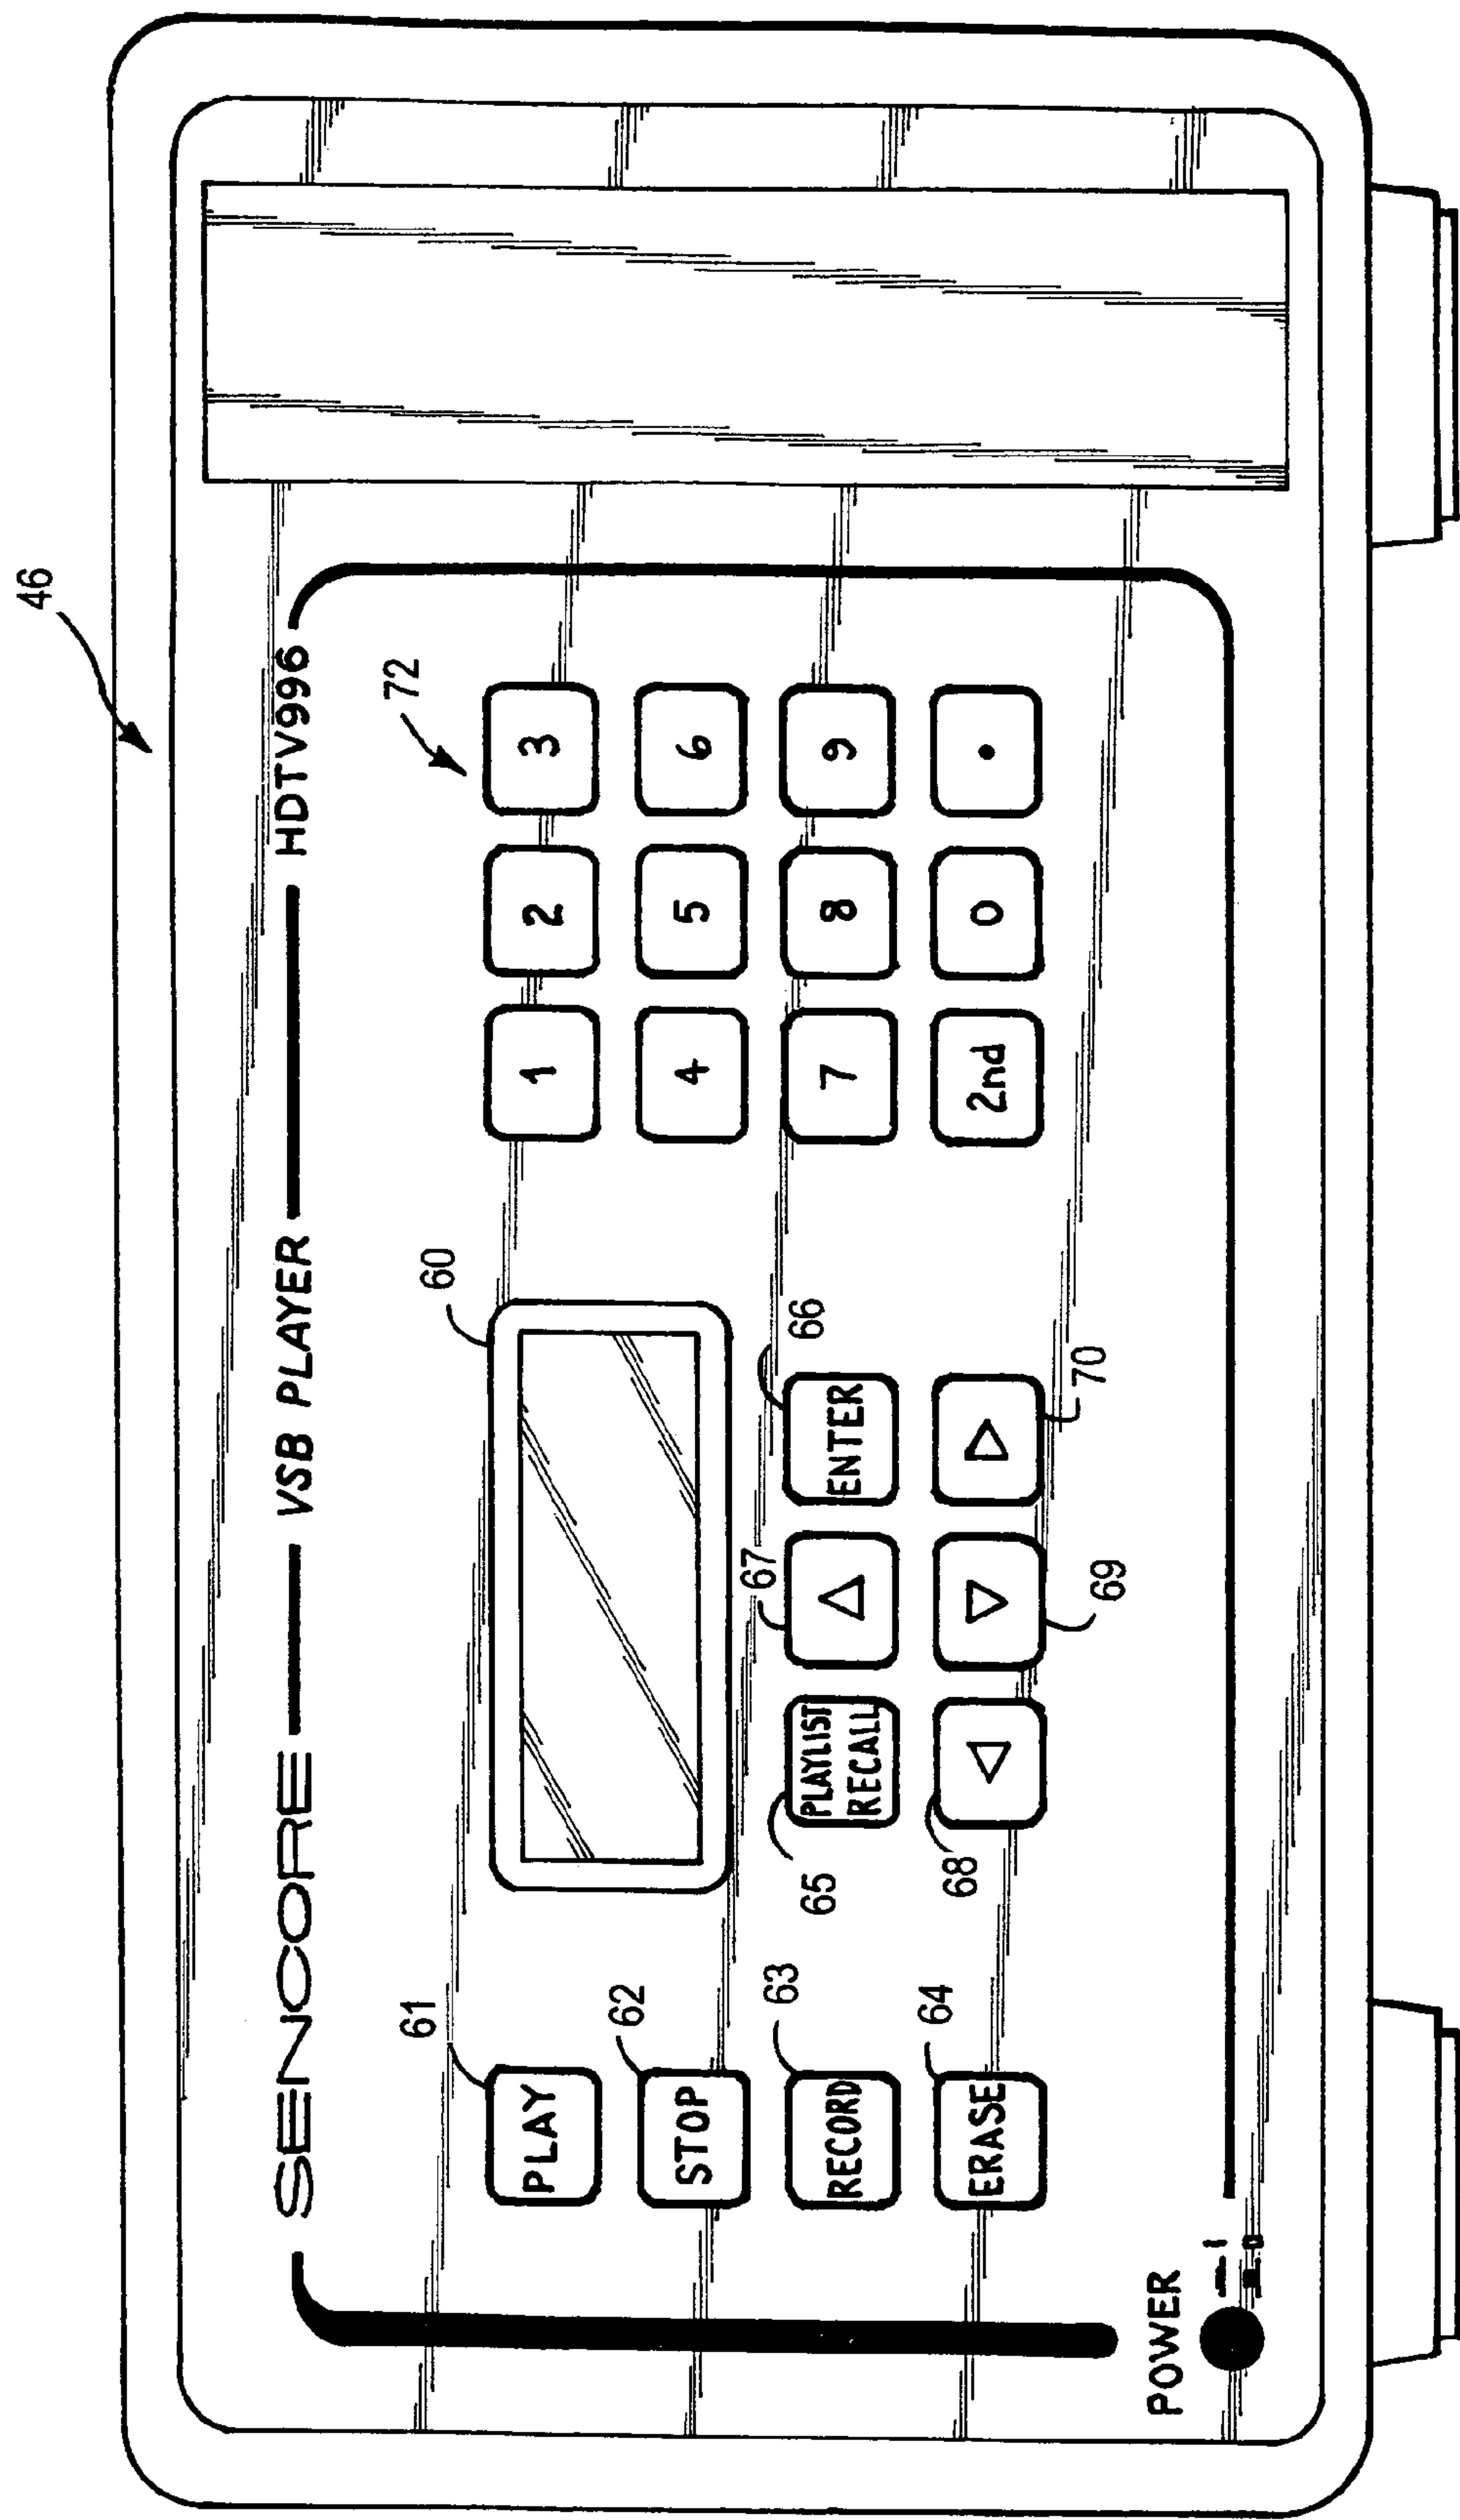 46
SENCORE VSB PLAYER HDTV996
72
61
PLAY
60
1 2 3
62
STOP
4 5 6
63
RECORD
65
PLAYLIST
RECALL
67
66
ENTER
7 8 9
64
ERASE
68
69
70
2nd 0 .
POWER